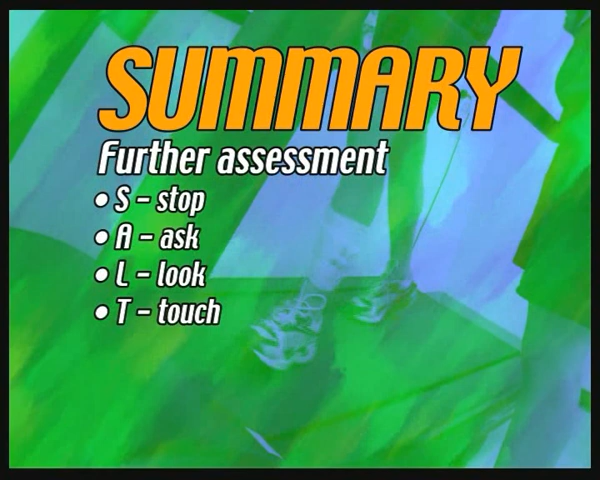 SUMMARY
Further assessment
• S – stop
• A – ask
• L – look
• T – touch